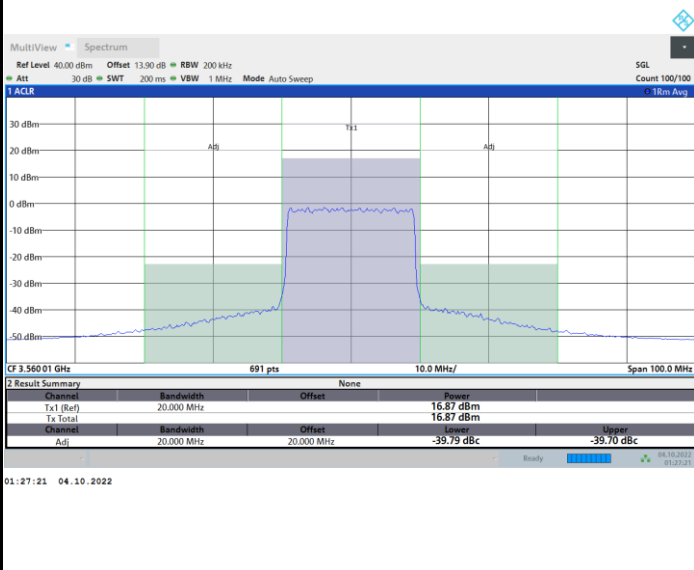 MultiView Spectrum
Ref Level 40.00 dBm Offset 13.90 dB RBW 200 kHz SGL
Att 30 dB SWT 200 ms VBW 1 MHz Mode Auto Sweep Count 100/100
1 ACLR 1Rm Avg
30 dBm
Tx1
20 dBm Adj Adj
10 dBm
0 dBm
-10 dBm
-20 dBm
-30 dBm
-40 dBm
-50 dBm
CF 3.560 01 GHz 691 pts 10.0 MHz/ Span 100.0 MHz
2 Result Summary None
Channel Bandwidth Offset Power
Tx1 (Ref) 20.000 MHz 16.87 dBm
Tx Total 16.87 dBm
Channel Bandwidth Offset Lower Upper
Adj 20.000 MHz 20.000 MHz -39.79 dBc -39.70 dBc
Ready 04.10.2022
01:27:21
01:27:21 04.10.2022